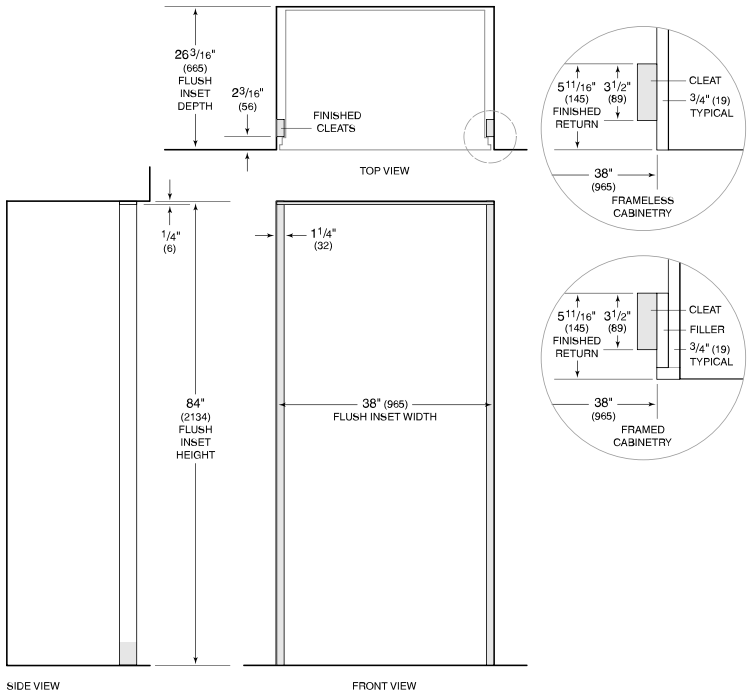 26 3/16"
(665)
FLUSH
INSET
DEPTH
2 3/16"
(56)
FINISHED
CLEATS
TOP VIEW
5 11/16"
(145)
FINISHED
RETURN
3 1/2"
(89)
CLEAT
3/4" (19)
TYPICAL
38"
(965)
FRAMELESS
CABINETRY
1/4"
(6)
1 1/4"
(32)
5 11/16"
(145)
FINISHED
RETURN
3 1/2"
(89)
CLEAT
FILLER
3/4" (19)
TYPICAL
38"
(965)
FRAMED
CABINETRY
84"
(2134)
FLUSH
INSET
HEIGHT
38" (965)
FLUSH INSET WIDTH
SIDE VIEW
FRONT VIEW